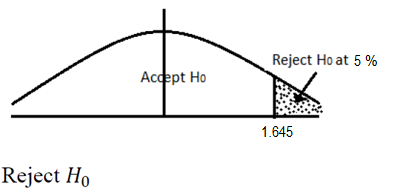 Reject H₀ at 5 %
Accept H₀
1.645
Reject H₀